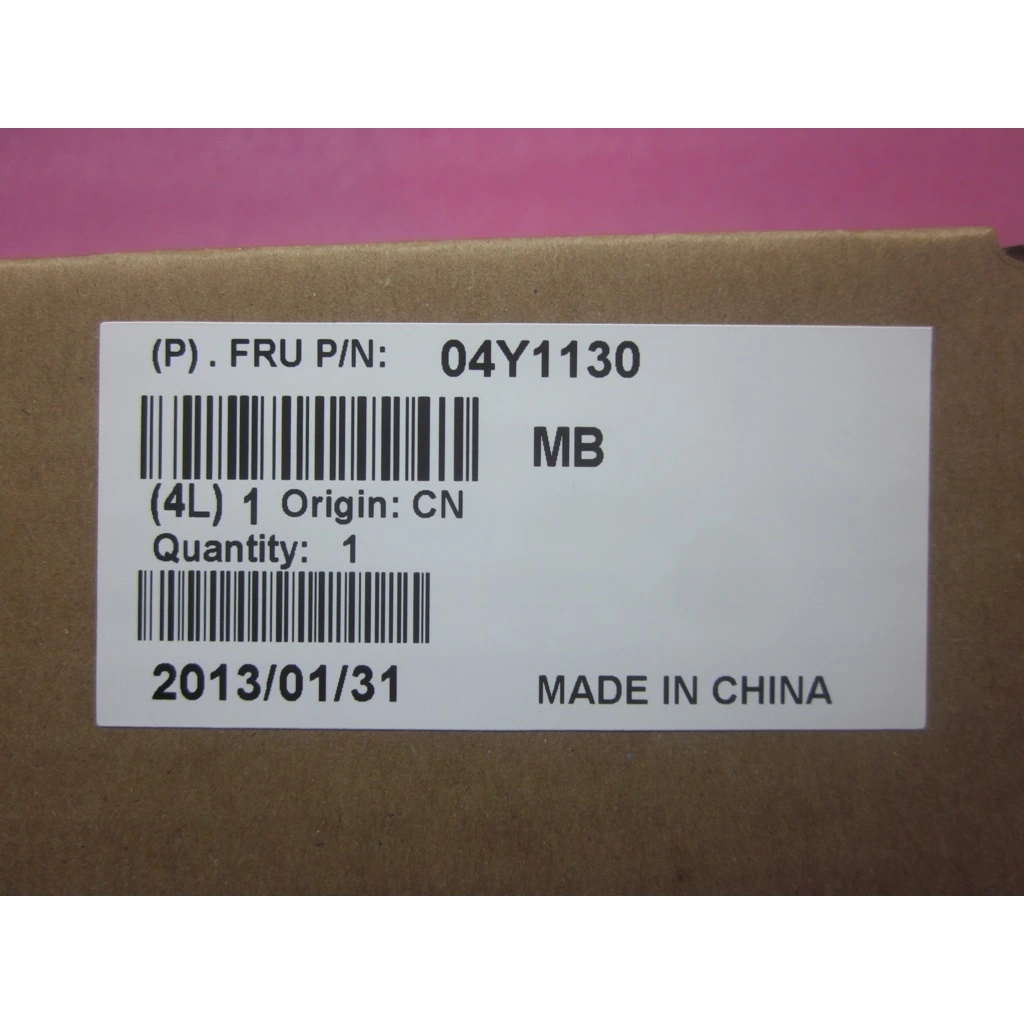 (P) . FRU P/N: 04Y1130
MB
(4L) 1 Origin: CN
Quantity: 1
2013/01/31
MADE IN CHINA